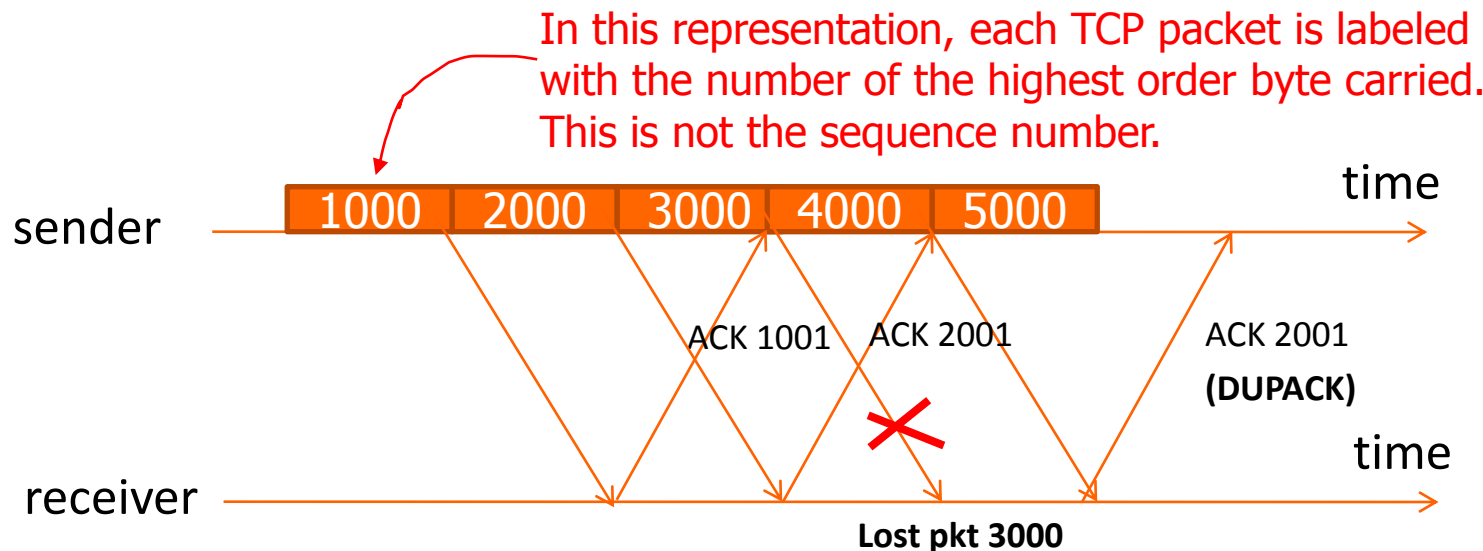 In this representation, each TCP packet is labeled
with the number of the highest order byte carried.
This is not the sequence number.
time
1000 2000 3000 4000 5000
sender
ACK 1001 ACK 2001 ACK 2001
(DUPACK)
time
receiver
Lost pkt 3000